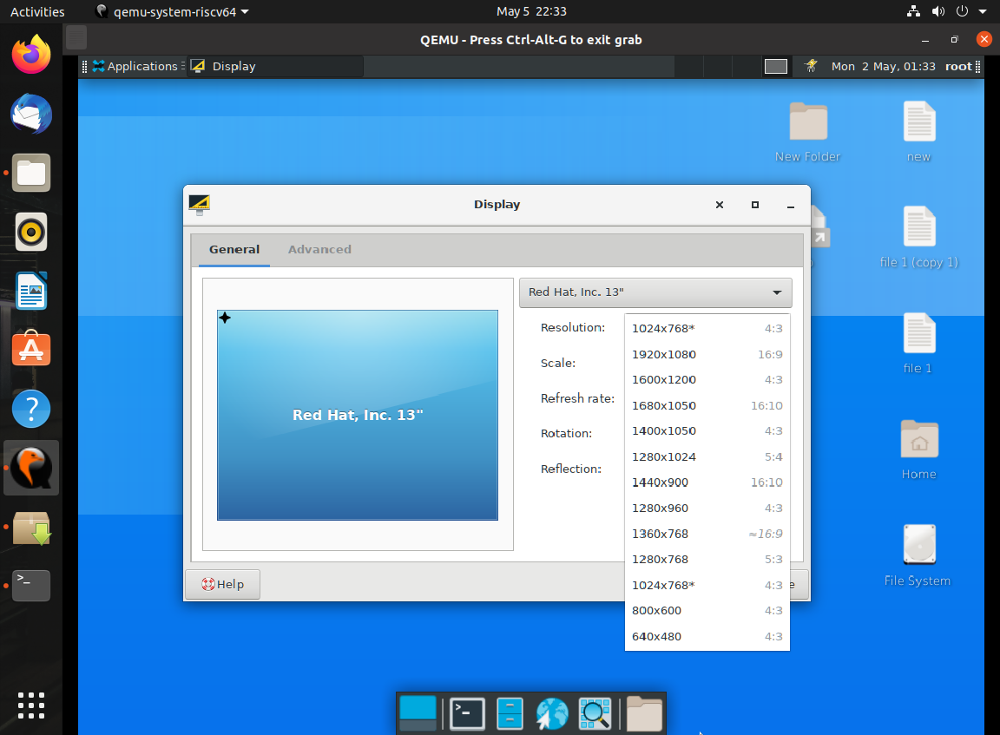 Activities
qemu-system-riscv64
May 5 22:33
QEMU - Press Ctrl-Alt-G to exit grab
Applications
Display
Mon 2 May, 01:33
root
New Folder
new
Display
General
Advanced
file 1 (copy 1)
Red Hat, Inc. 13"
Red Hat, Inc. 13"
Resolution:
Scale:
Refresh rate:
Rotation:
Reflection:
1024x768* 4:3
1920x1080 16:9
1600x1200 4:3
1680x1050 16:10
1400x1050 4:3
1280x1024 5:4
1440x900 16:10
1280x960 4:3
1360x768 ≈16:9
1280x768 5:3
1024x768* 4:3
800x600 4:3
640x480 4:3
file 1
Home
Help
File System